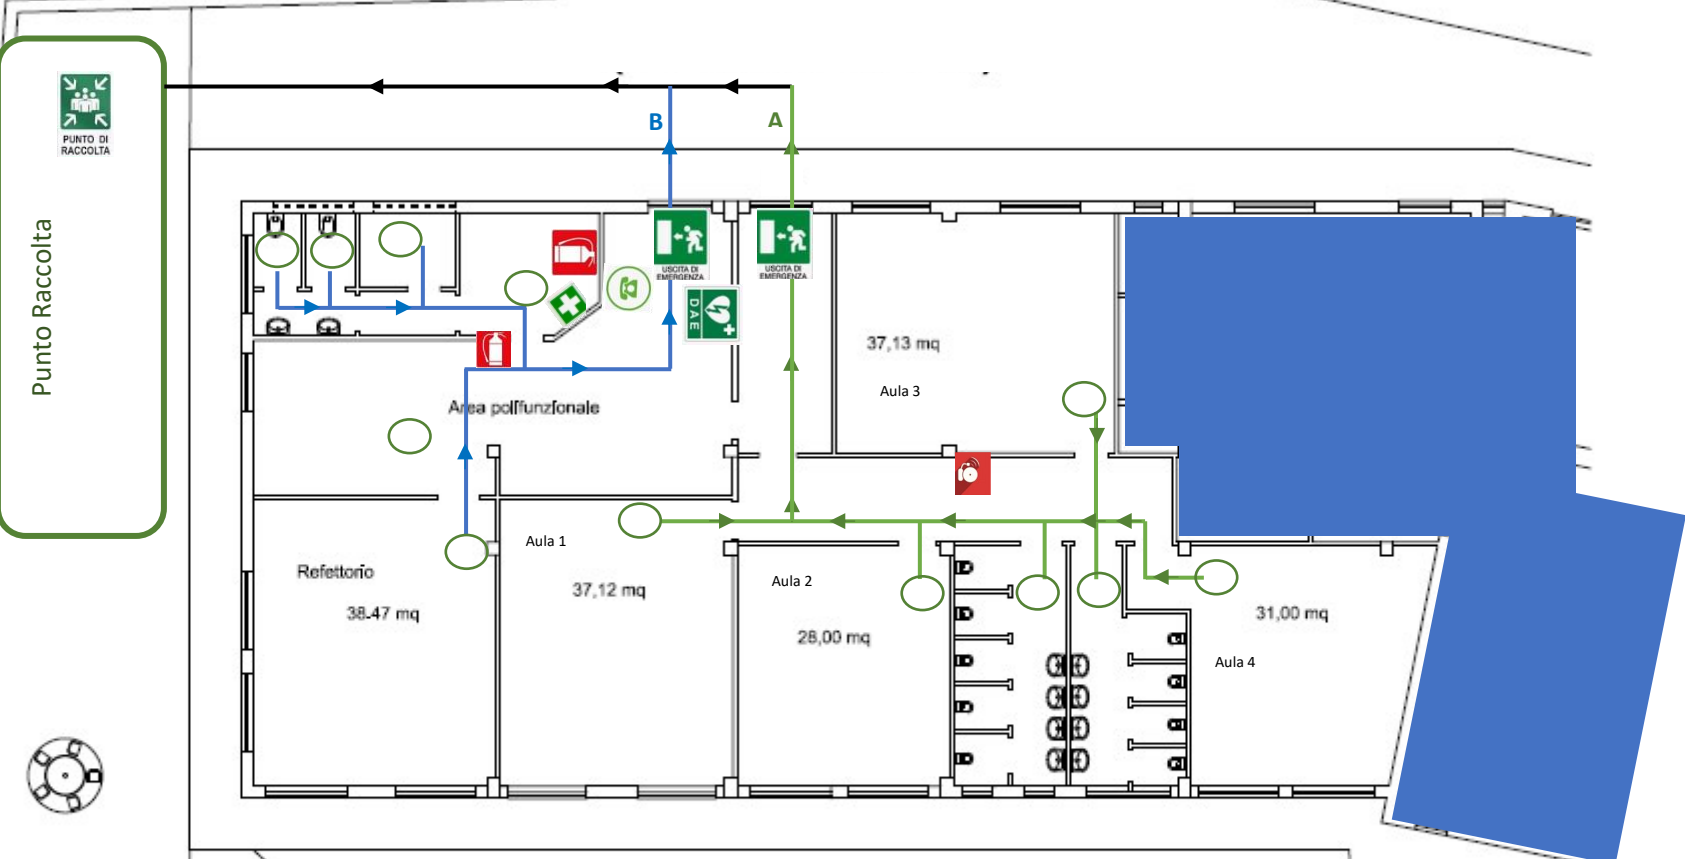 PUNTO DI
RACCOLTA
Punto Raccolta
B
A
USCITA DI
EMERGENZA
USCITA DI
EMERGENZA
DAE
37,13 mq
Aula 3
Area polifunzionale
Aula 1
37,12 mq
Refettorio
38.47 mq
Aula 2
28,00 mq
31,00 mq
Aula 4